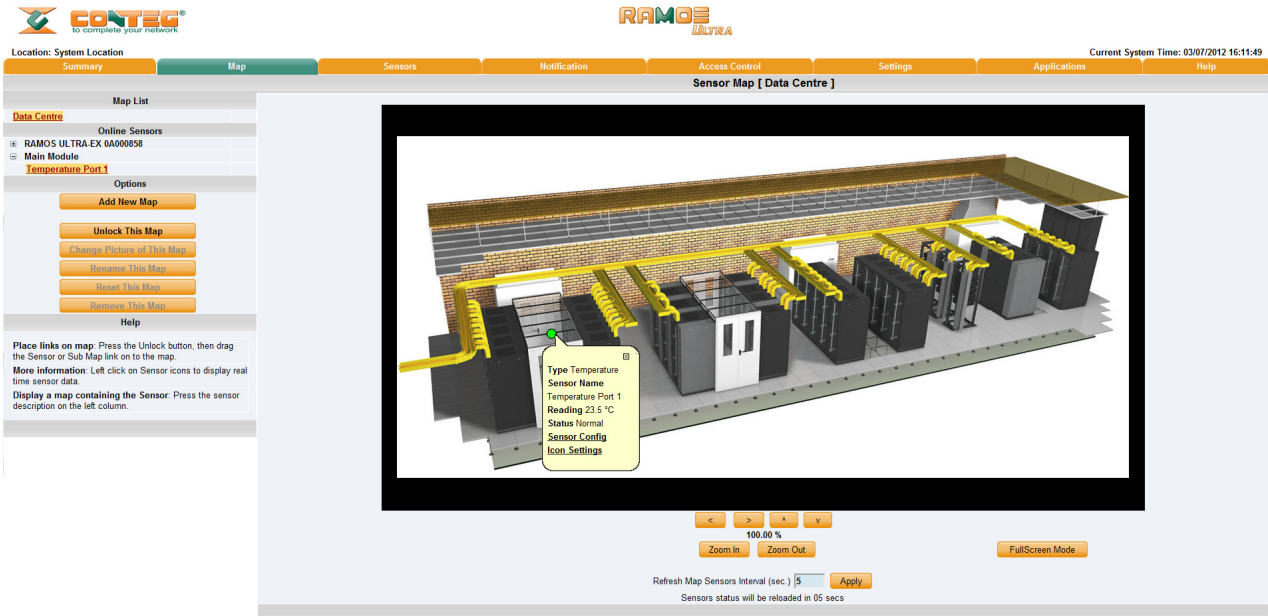 CONTEG®
to complete your network
RAMOS
ULTRA
Location: System Location
Current System Time: 03/07/2012 16:11:49
Summary
Map
Sensors
Notification
Access Control
Settings
Applications
Help
Sensor Map [ Data Centre ]
Map List
Data Centre
Online Sensors
RAMOS ULTRA-EX 0A000858
Main Module
Temperature Port 1
Options
Add New Map
Unlock This Map
Change Picture of This Map
Rename This Map
Reset This Map
Remove This Map
Help
Place links on map: Press the Unlock button, then drag
the Sensor or Sub Map link on to the map.
More information: Left click on Sensor icons to display real
time sensor data.
Display a map containing the Sensor: Press the sensor
description on the left column.
Type Temperature
Sensor Name
Temperature Port 1
Reading 23.5 °C
Status Normal
Sensor Config
Icon Settings
< > ^ v
100.00 %
Zoom In
Zoom Out
FullScreen Mode
Refresh Map Sensors Interval (sec.) 5 Apply
Sensors status will be reloaded in 05 secs